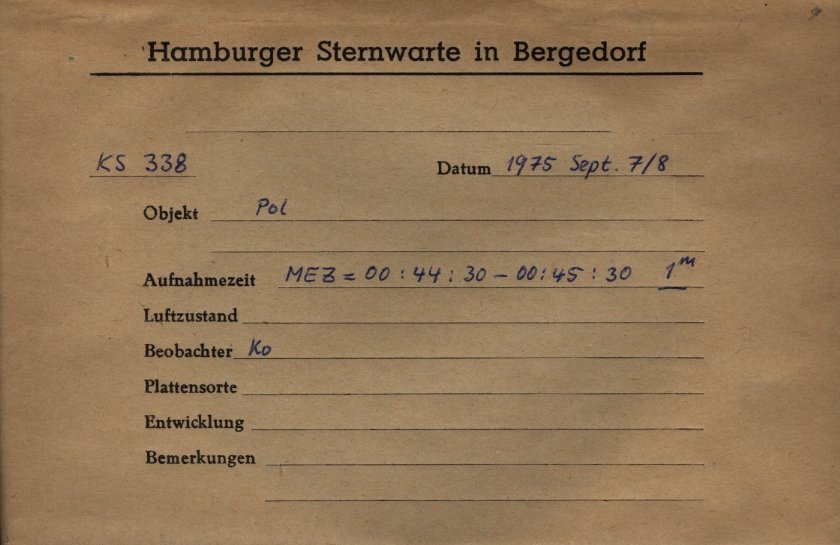 Hamburger Sternwarte in Bergedorf
KS 338 Datum 1975 Sept. 7/8
Objekt Pol
Aufnahmezeit MEZ = 00 : 44 : 30 – 00 : 45 : 30 1ᵐ
Luftzustand
Beobachter Ko
Plattensorte
Entwicklung
Bemerkungen